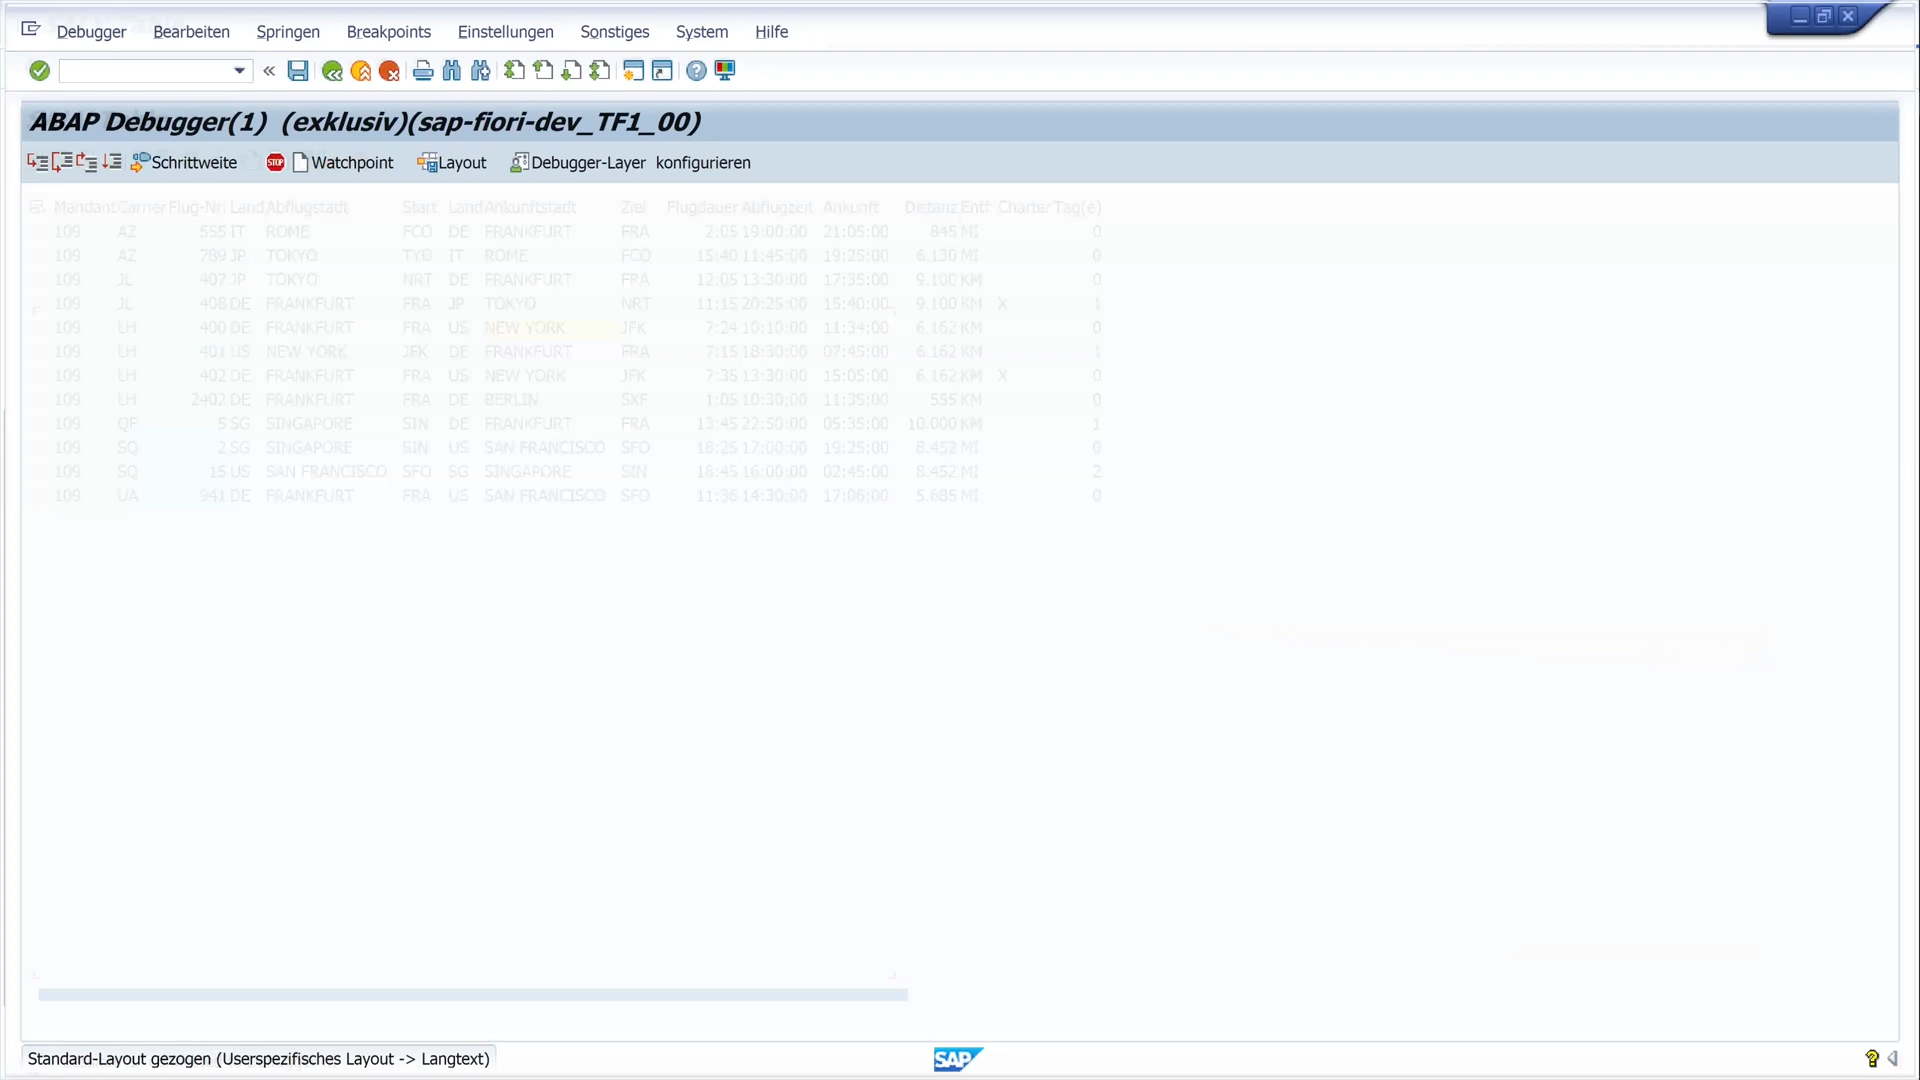 Debugger Bearbeiten Springen Breakpoints Einstellungen Sonstiges System Hilfe
ABAP Debugger(1) (exklusiv)(sap-fiori-dev_TF1_00)
Schrittweite STOP Watchpoint Layout Debugger-Layer konfigurieren
Mandant Carrier Flug-Nr. Land Abflugstadt Start Land Ankunftstadt Ziel Flugdauer Abflugzeit Ankunft Distanz Entf Charter Tag(e)
109 AZ 555 IT ROME FCO DE FRANKFURT FRA 2:05 19:00:00 21:05:00 845 MI 0
109 AZ 789 JP TOKYO TYO IT ROME FCO 15:40 11:45:00 19:25:00 6.130 MI 0
109 JL 407 JP TOKYO NRT DE FRANKFURT FRA 12:05 13:30:00 17:35:00 9.100 KM 0
109 JL 408 DE FRANKFURT FRA JP TOKYO NRT 11:15 20:25:00 15:40:00 9.100 KM X 1
109 LH 400 DE FRANKFURT FRA US NEW YORK JFK 7:24 10:10:00 11:34:00 6.162 KM 0
109 LH 401 US NEW YORK JFK DE FRANKFURT FRA 7:15 18:30:00 07:45:00 6.162 KM 1
109 LH 402 DE FRANKFURT FRA US NEW YORK JFK 7:35 13:30:00 15:05:00 6.162 KM X 0
109 LH 2402 DE FRANKFURT FRA DE BERLIN SXF 1:05 10:30:00 11:35:00 555 KM 0
109 QF 5 SG SINGAPORE SIN DE FRANKFURT FRA 13:45 22:50:00 05:35:00 10.000 KM 1
109 SQ 2 SG SINGAPORE SIN US SAN FRANCISCO SFO 18:25 17:00:00 19:25:00 8.452 MI 0
109 SQ 15 US SAN FRANCISCO SFO SG SINGAPORE SIN 18:45 16:00:00 02:45:00 8.452 MI 2
109 UA 941 DE FRANKFURT FRA US SAN FRANCISCO SFO 11:36 14:30:00 17:06:00 5.685 MI 0
Standard-Layout gezogen (Userspezifisches Layout -> Langtext) SAP